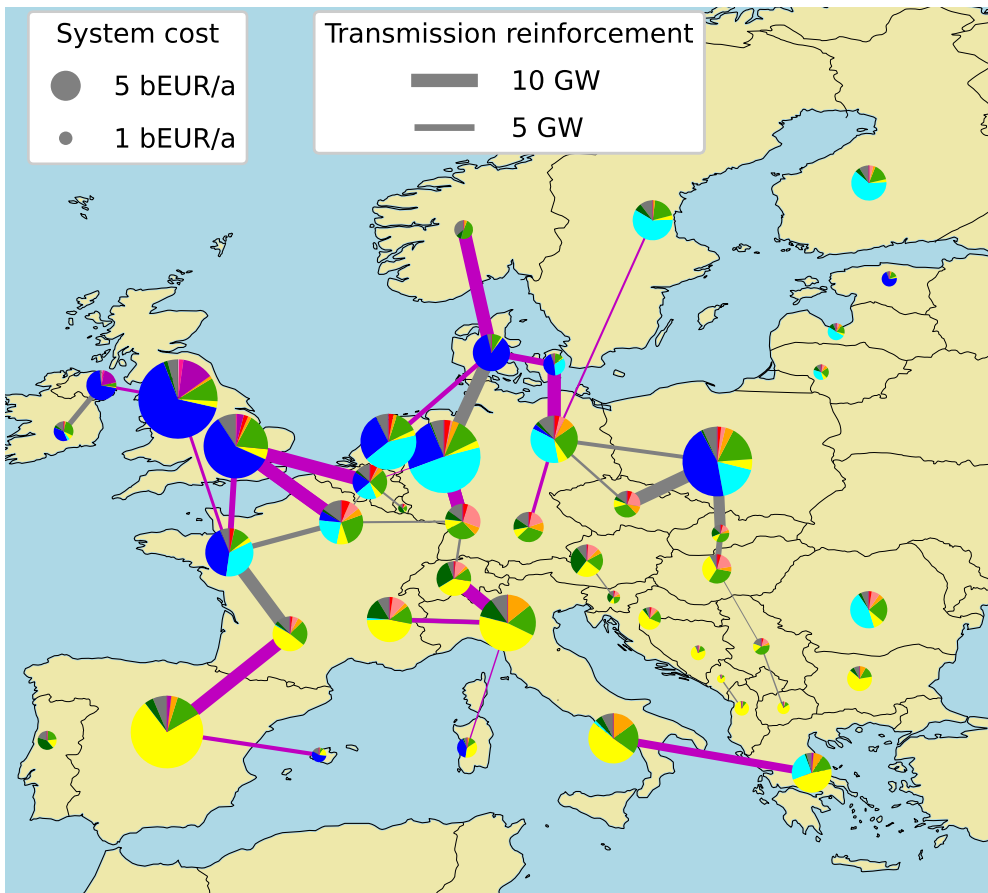 System cost
5 bEUR/a
1 bEUR/a
Transmission reinforcement
10 GW
5 GW